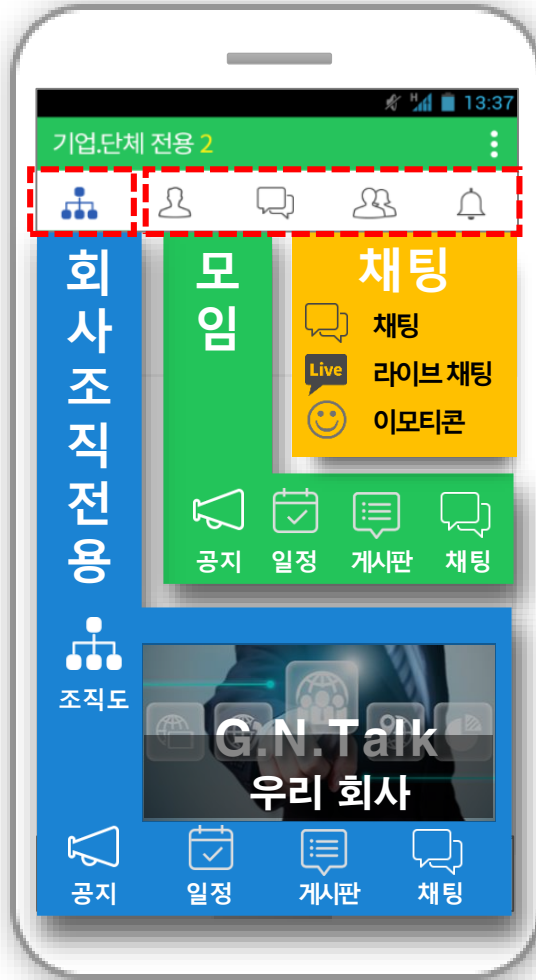 H 13:37
기업.단체 전용 2
회사조직전용
모임
채팅
채팅
Live 라이브 채팅
이모티콘
공지 일정 게시판 채팅
조직도
G.N.Talk
우리 회사
공지 일정 게시판 채팅